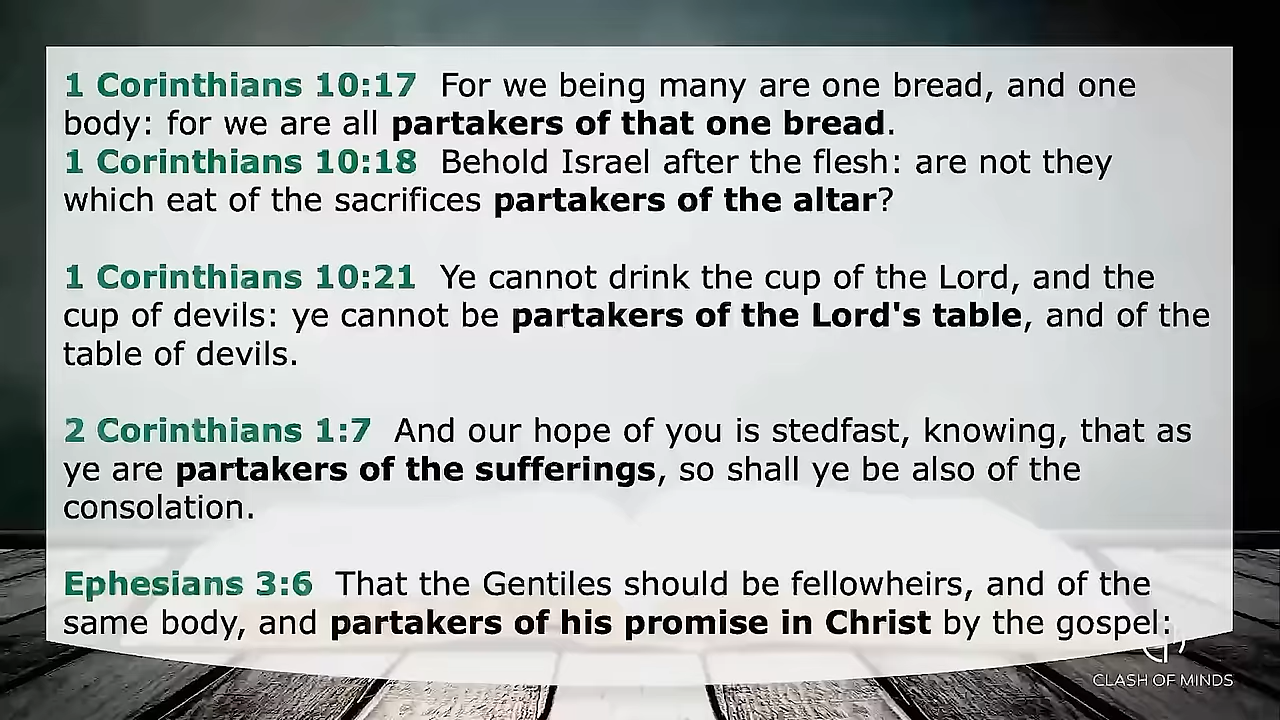 1 Corinthians 10:17  For we being many are one bread, and one
body: for we are all partakers of that one bread.
1 Corinthians 10:18  Behold Israel after the flesh: are not they
which eat of the sacrifices partakers of the altar?
1 Corinthians 10:21  Ye cannot drink the cup of the Lord, and the
cup of devils: ye cannot be partakers of the Lord's table, and of the
table of devils.
2 Corinthians 1:7  And our hope of you is stedfast, knowing, that as
ye are partakers of the sufferings, so shall ye be also of the
consolation.
Ephesians 3:6  That the Gentiles should be fellowheirs, and of the
same body, and partakers of his promise in Christ by the gospel:
CLASH OF MINDS